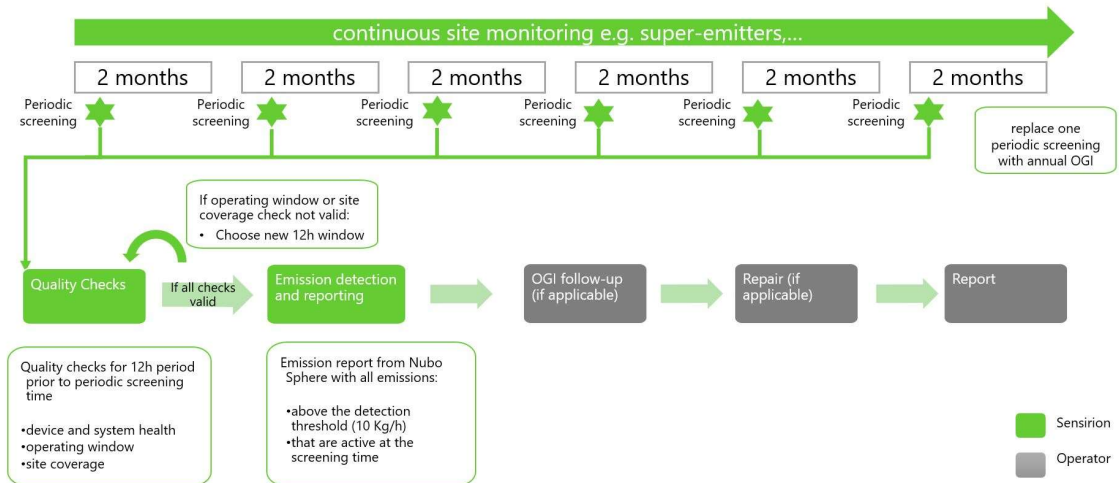 continuous site monitoring e.g. super-emitters,...
2 months
2 months
2 months
2 months
2 months
2 months
Periodic
screening
Periodic
screening
Periodic
screening
Periodic
screening
Periodic
screening
Periodic
screening
replace one
periodic screening
with annual OGI
If operating window or site
coverage check not valid:
• Choose new 12h window
Quality Checks
If all checks
valid
Emission detection
and reporting
OGI follow-up
(if applicable)
Repair (if
applicable)
Report
Quality checks for 12h period
prior to periodic screening
time
•device and system health
•operating window
•site coverage
Emission report from Nubo
Sphere with all emissions:
•above the detection
threshold (10 Kg/h)
•that are active at the
screening time
Sensirion
Operator